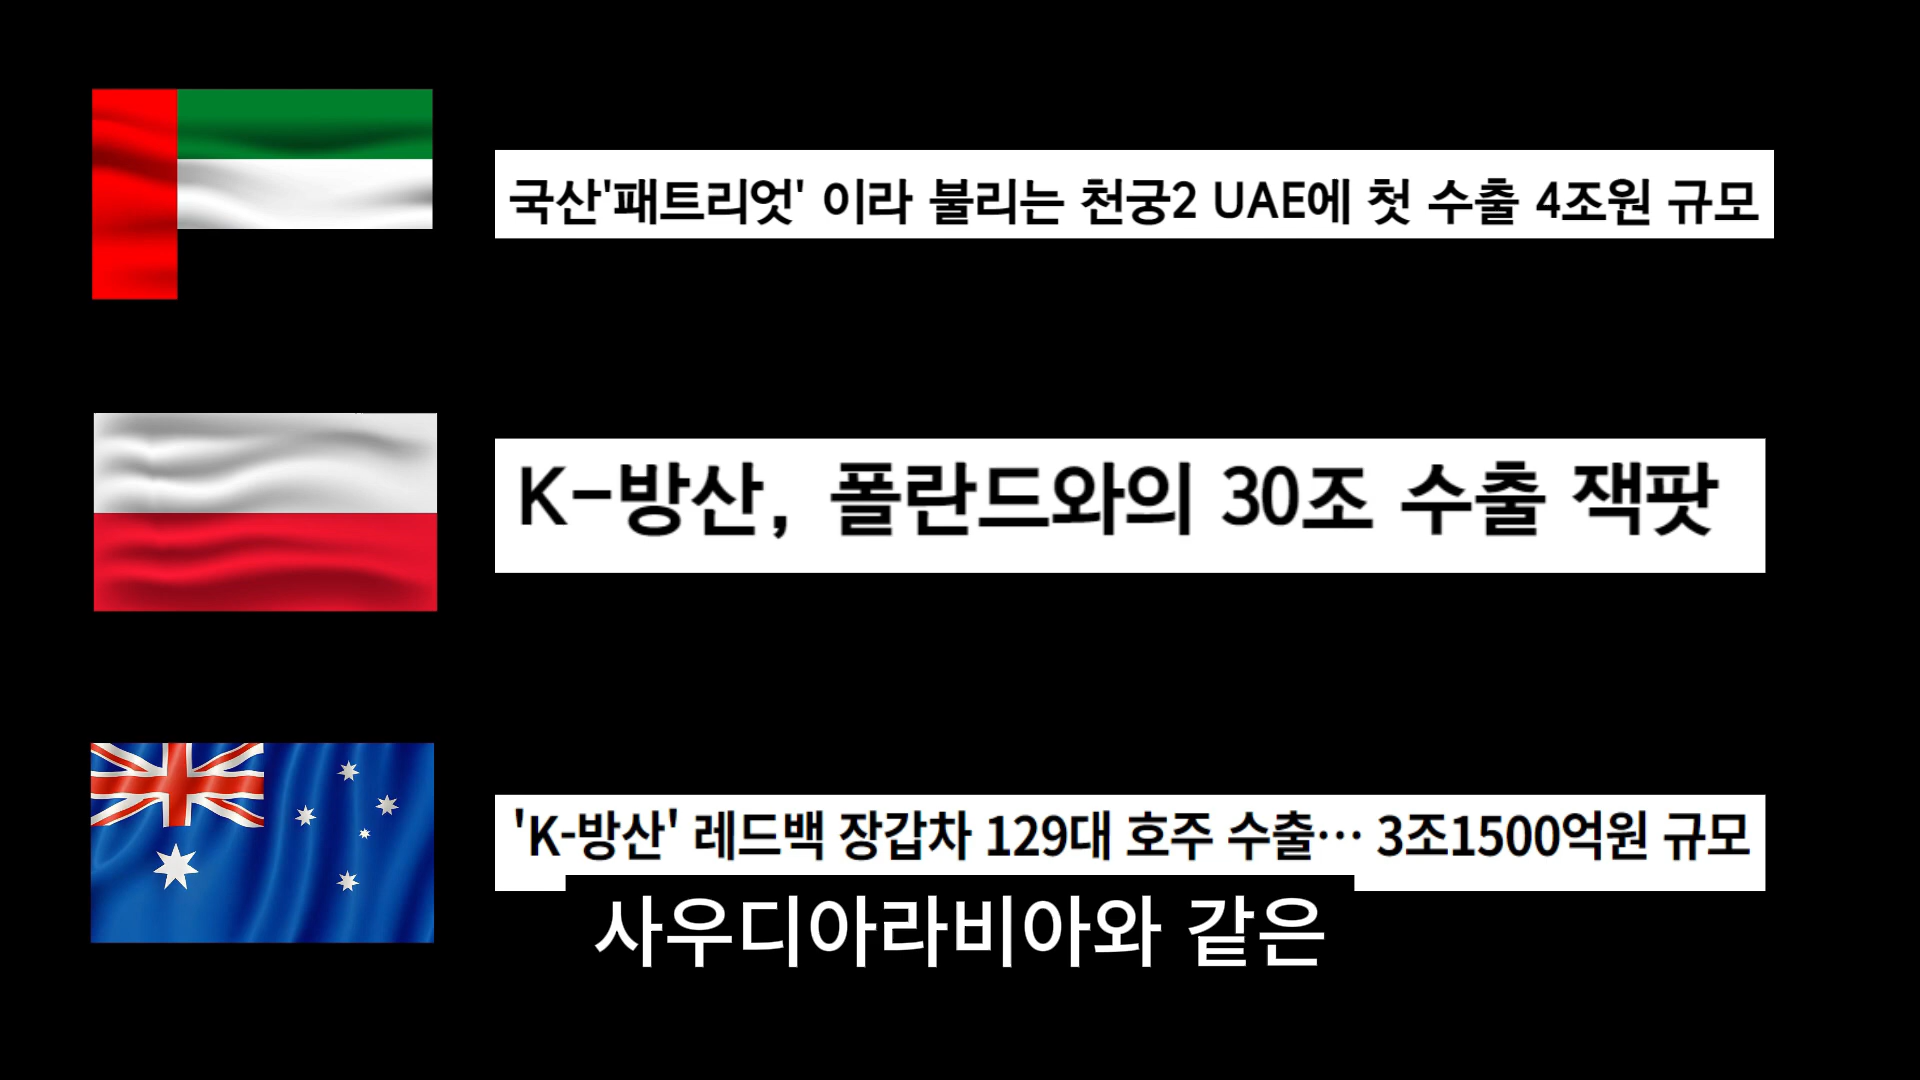 국산'패트리엇' 이라 불리는 천궁2 UAE에 첫 수출 4조원 규모
K-방산, 폴란드와의 30조 수출 잭팟
'K-방산' 레드백 장갑차 129대 호주 수출… 3조1500억원 규모
사우디아라비아와 같은